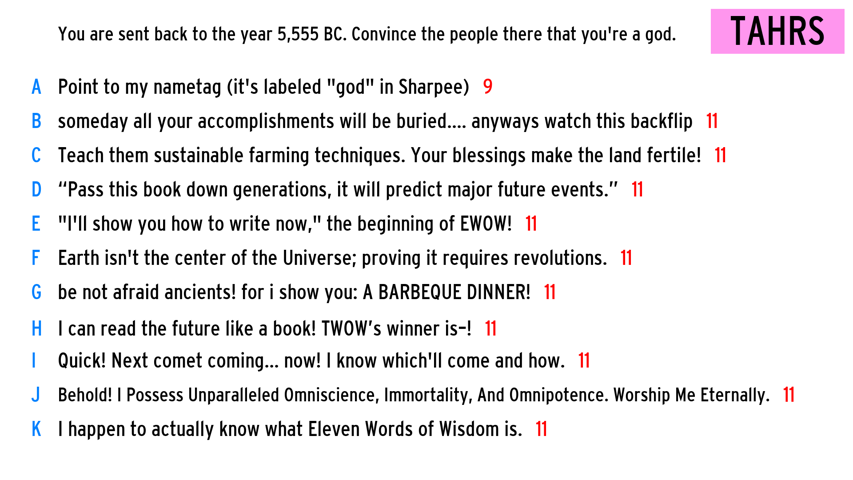 You are sent back to the year 5,555 BC. Convince the people there that you're a god.
TAHRS
A Point to my nametag (it's labeled "god" in Sharpee) 9
B someday all your accomplishments will be buried.... anyways watch this backflip 11
C Teach them sustainable farming techniques. Your blessings make the land fertile! 11
D “Pass this book down generations, it will predict major future events.” 11
E "I'll show you how to write now," the beginning of EWOW! 11
F Earth isn't the center of the Universe; proving it requires revolutions. 11
G be not afraid ancients! for i show you: A BARBEQUE DINNER! 11
H I can read the future like a book! TWOW’s winner is–! 11
I Quick! Next comet coming... now! I know which'll come and how. 11
J Behold! I Possess Unparalleled Omniscience, Immortality, And Omnipotence. Worship Me Eternally. 11
K I happen to actually know what Eleven Words of Wisdom is. 11